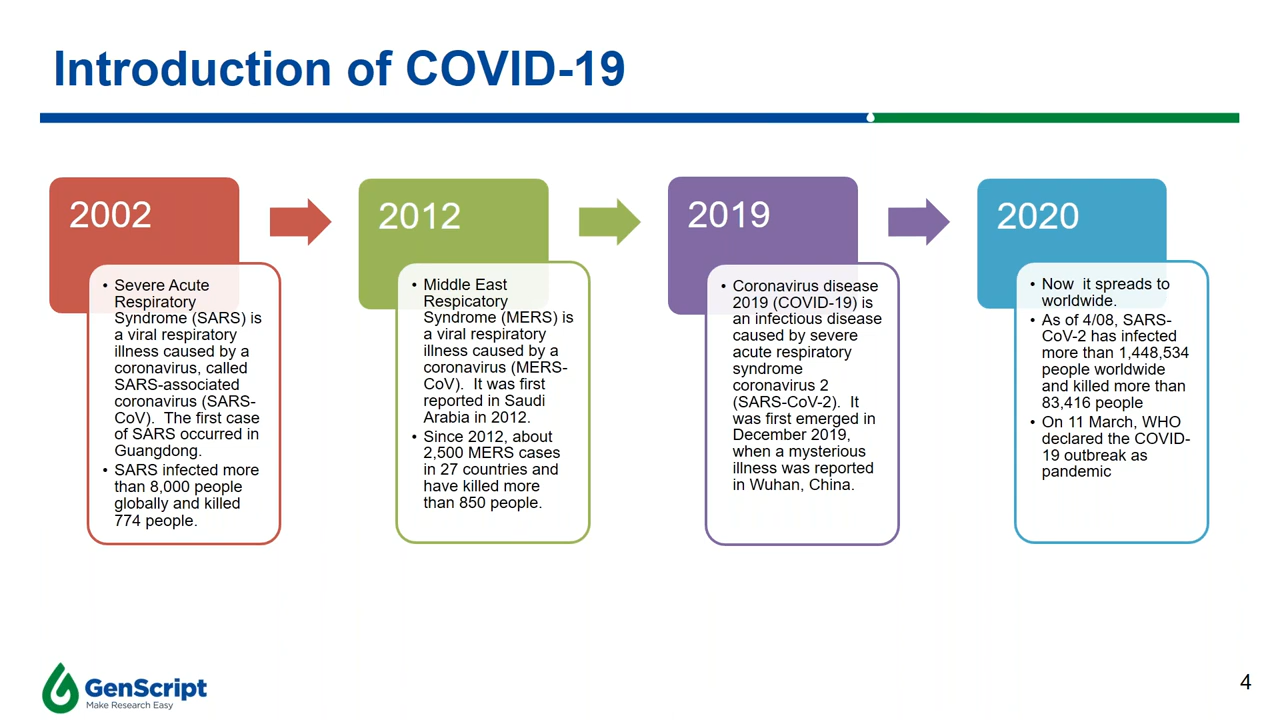 Introduction of COVID-19
2002
• Severe Acute
Respiratory
Syndrome (SARS) is
a viral respiratory
illness caused by a
coronavirus, called
SARS-associated
coronavirus (SARS-
CoV).  The first case
of SARS occurred in
Guangdong.
• SARS infected more
than 8,000 people
globally and killed
774 people.
2012
• Middle East
Respicatory
Syndrome (MERS) is
a viral respiratory
illness caused by a
coronavirus (MERS-
CoV).  It was first
reported in Saudi
Arabia in 2012.
• Since 2012, about
2,500 MERS cases
in 27 countries and
have killed more
than 850 people.
2019
• Coronavirus disease
2019 (COVID-19) is
an infectious disease
caused by severe
acute respiratory
syndrome
coronavirus 2
(SARS-CoV-2).  It
was first emerged in
December 2019,
when a mysterious
illness was reported
in Wuhan, China.
2020
• Now  it spreads to
worldwide.
• As of 4/08, SARS-
CoV-2 has infected
more than 1,448,534
people worldwide
and killed more than
83,416 people
• On 11 March, WHO
declared the COVID-
19 outbreak as
pandemic
GenScript
Make Research Easy
4